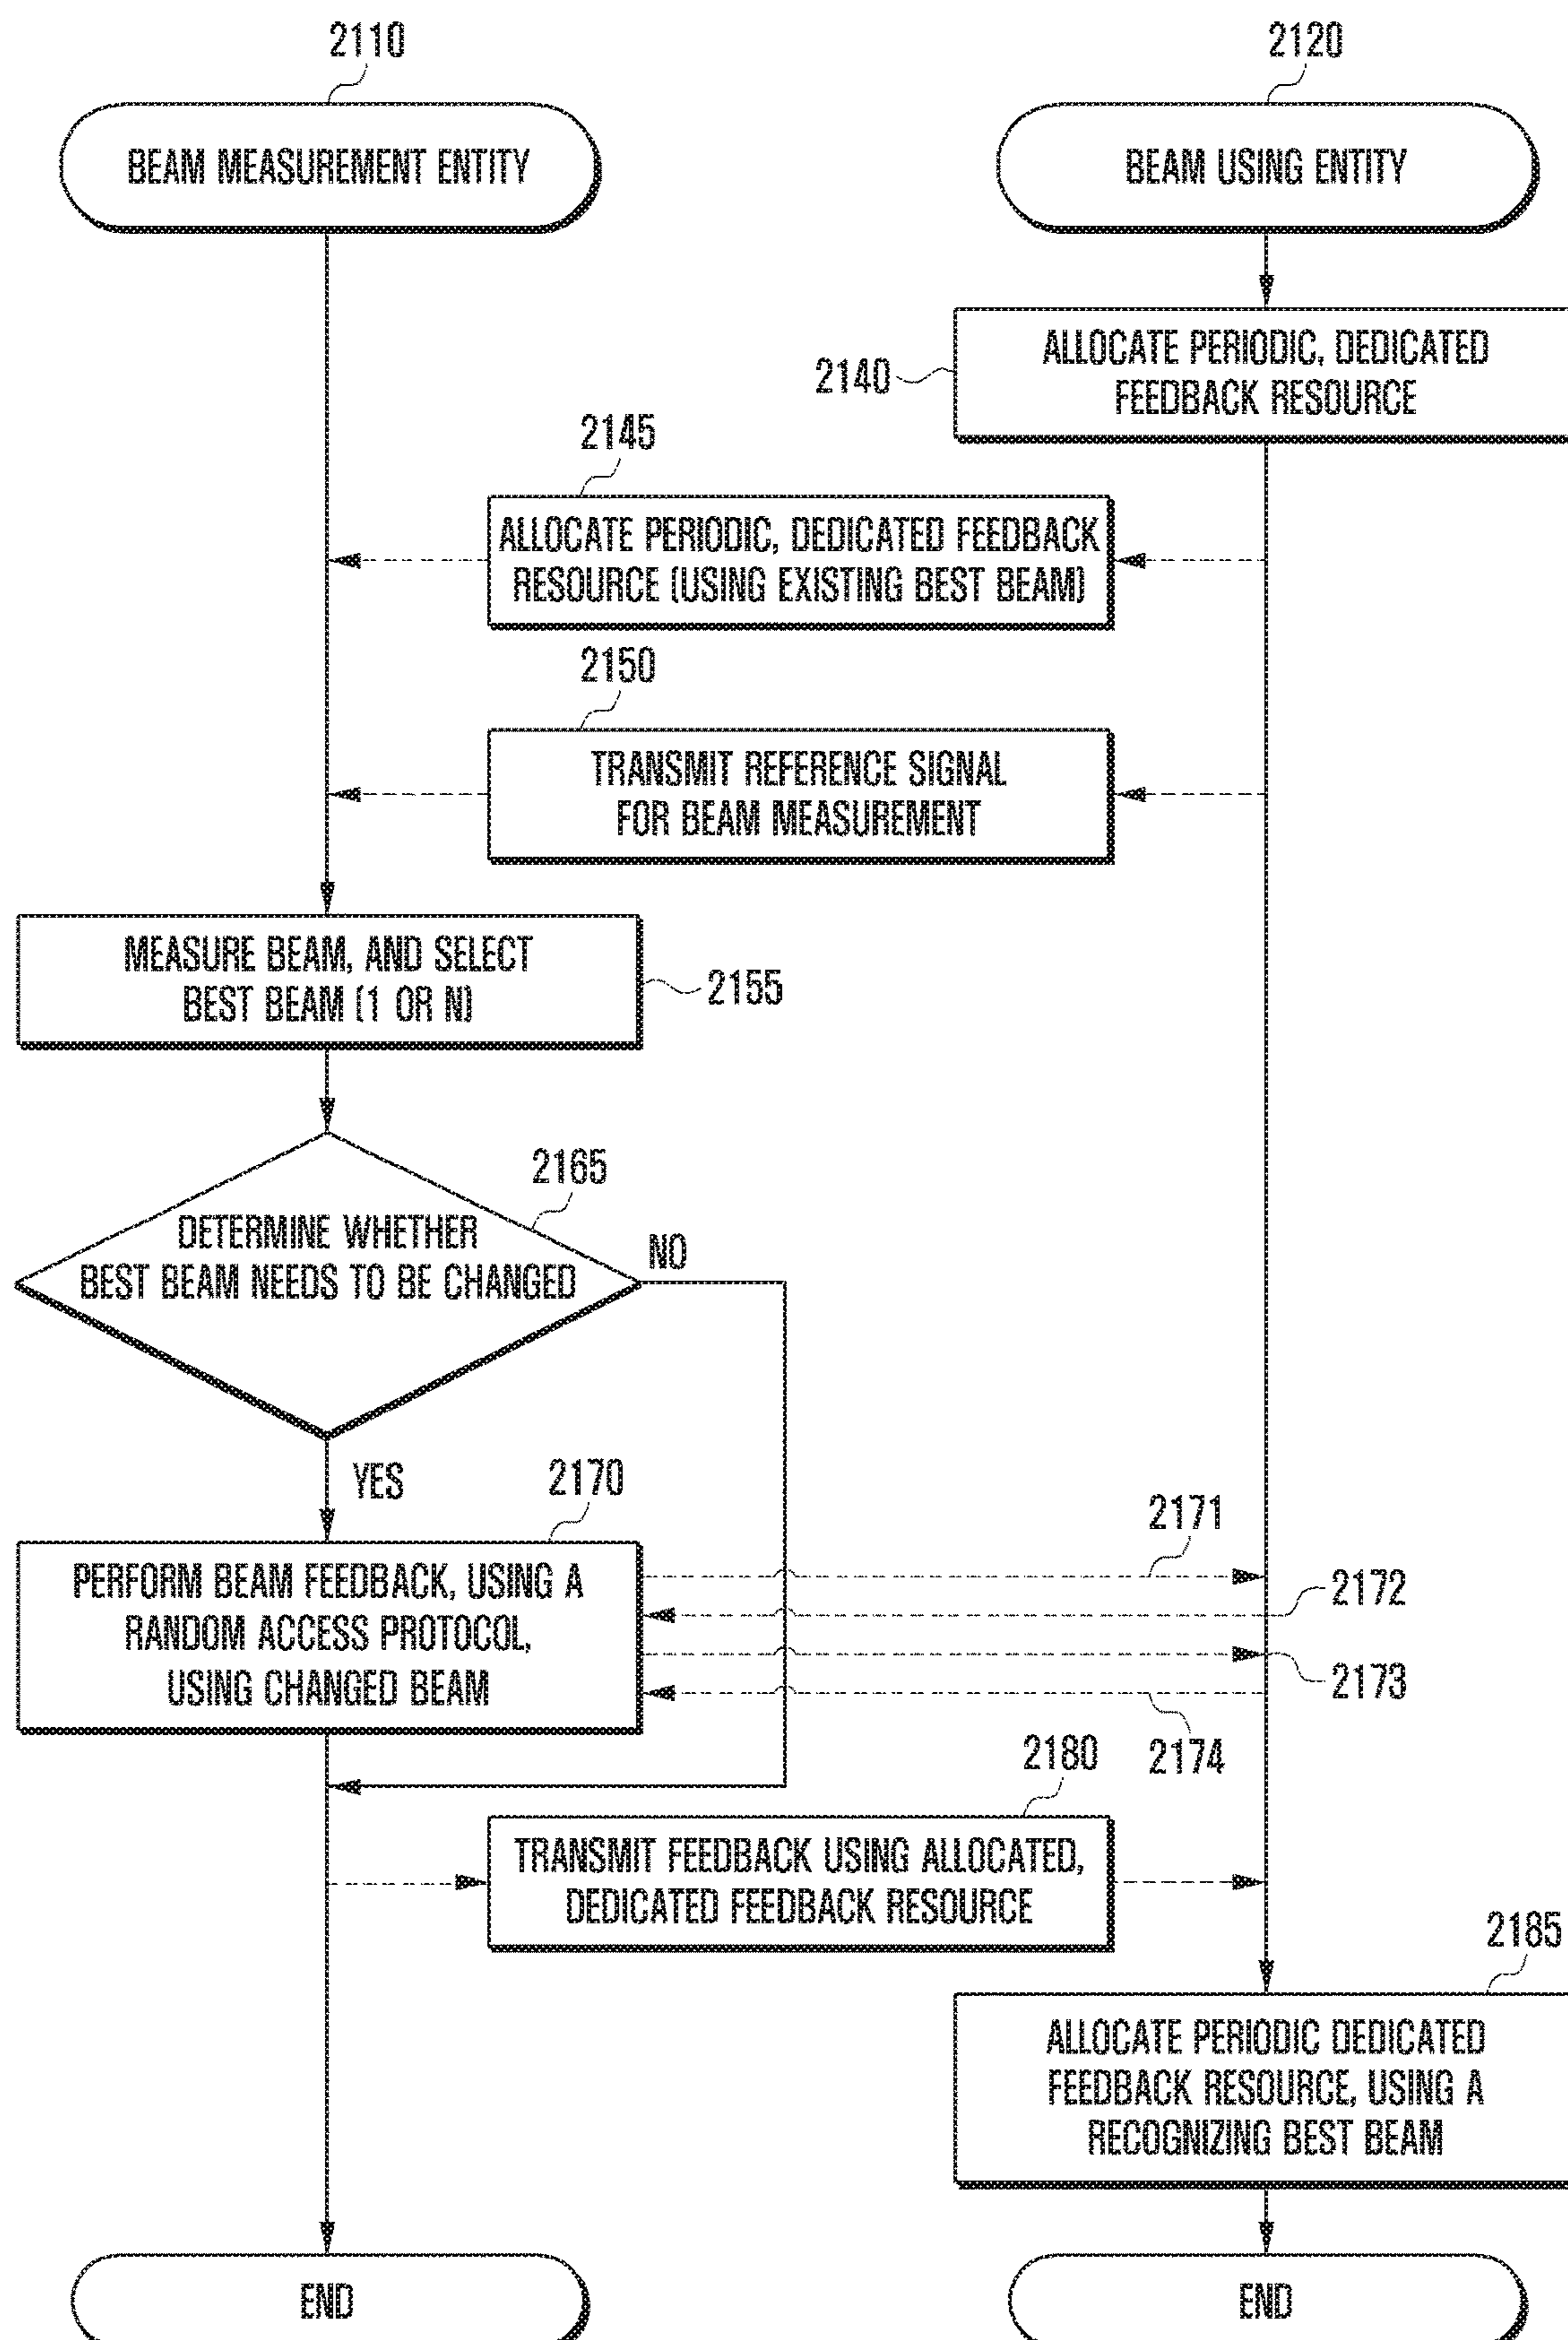 2110
2120
BEAM MEASUREMENT ENTITY
BEAM USING ENTITY
ALLOCATE PERIODIC, DEDICATED
FEEDBACK RESOURCE
2140
2145
ALLOCATE PERIODIC, DEDICATED FEEDBACK
RESOURCE (USING EXISTING BEST BEAM)
2150
TRANSMIT REFERENCE SIGNAL
FOR BEAM MEASUREMENT
MEASURE BEAM, AND SELECT
BEST BEAM (1 OR N)
2155
2165
DETERMINE WHETHER
BEST BEAM NEEDS TO BE CHANGED
NO
YES
2170
PERFORM BEAM FEEDBACK, USING A
RANDOM ACCESS PROTOCOL,
USING CHANGED BEAM
2171
2172
2173
2174
2180
TRANSMIT FEEDBACK USING ALLOCATED,
DEDICATED FEEDBACK RESOURCE
2185
ALLOCATE PERIODIC DEDICATED
FEEDBACK RESOURCE, USING A
RECOGNIZING BEST BEAM
END
END